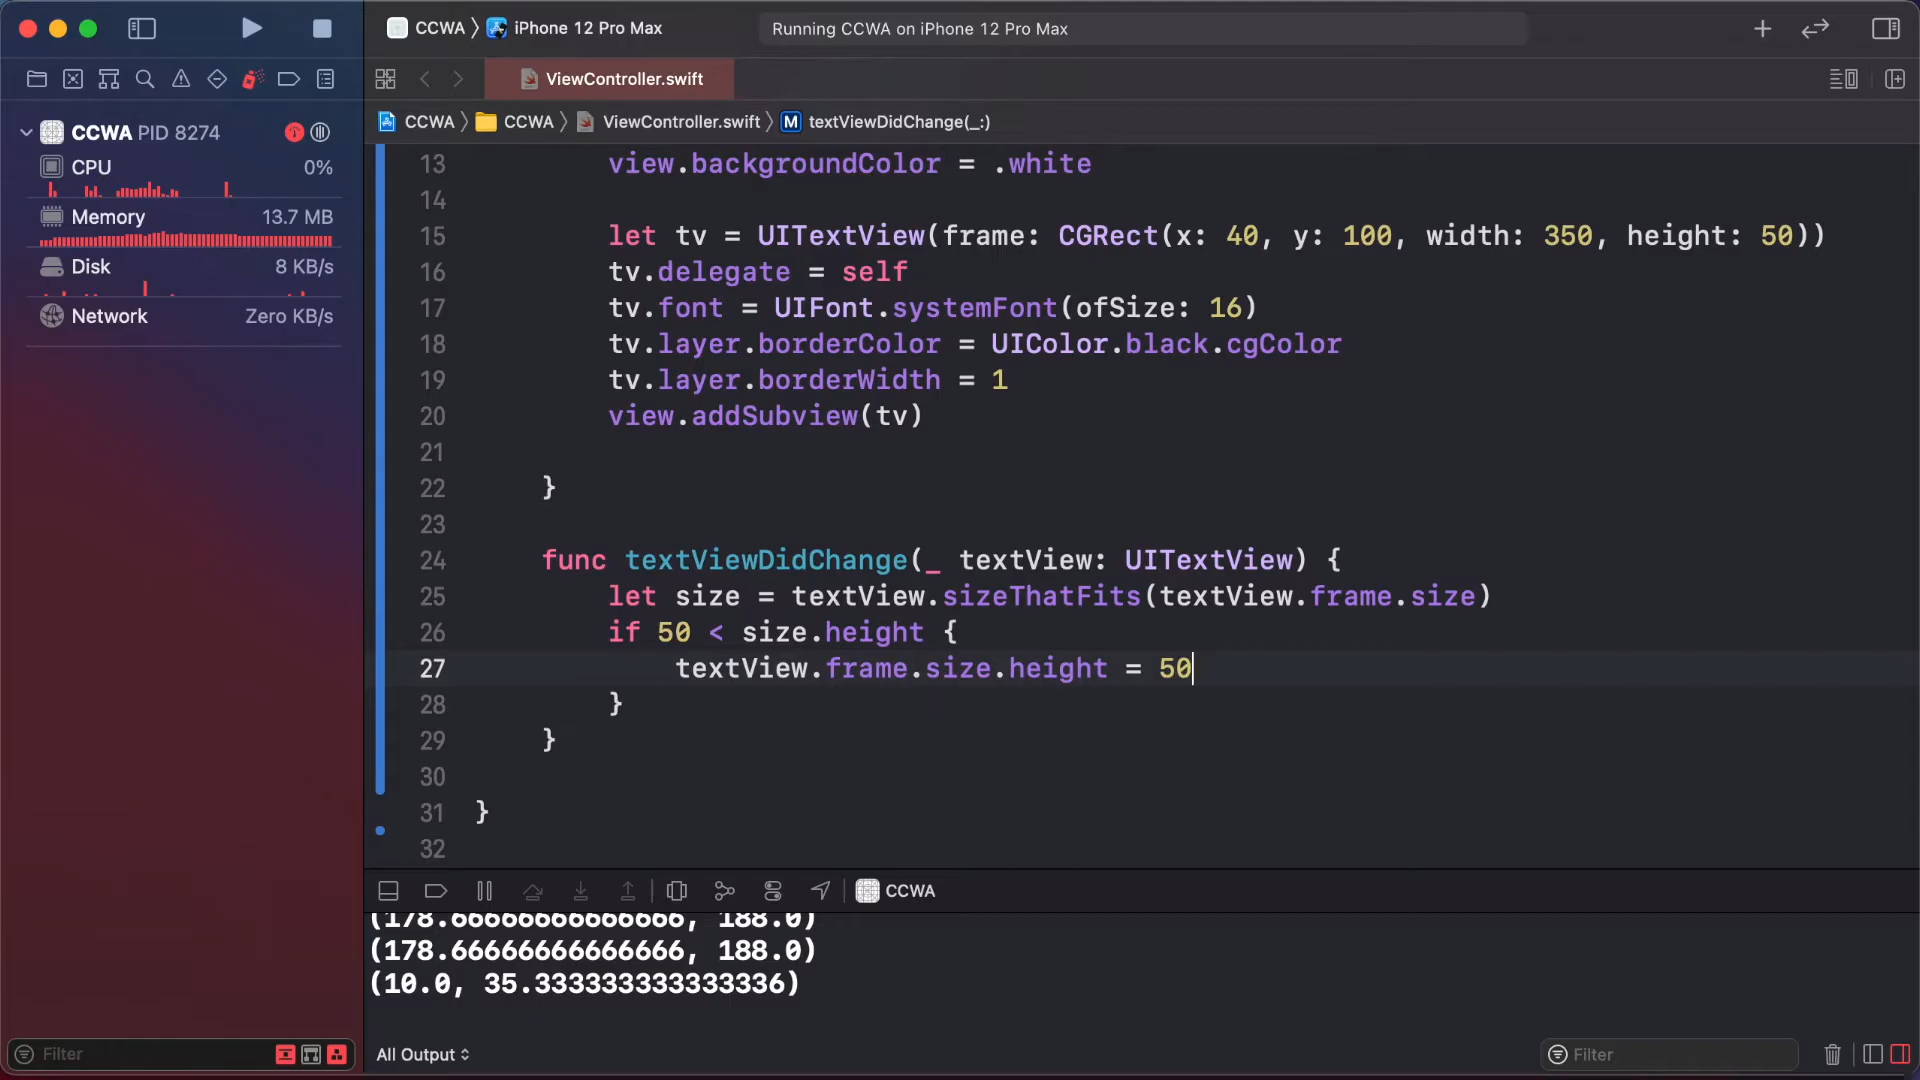 CCWA iPhone 12 Pro Max
Running CCWA on iPhone 12 Pro Max
ViewController.swift
CCWA CCWA ViewController.swift M textViewDidChange(_:)
CCWA PID 8274
CPU 0%
Memory 13.7 MB
Disk 8 KB/s
Network Zero KB/s
Filter
13 view.backgroundColor = .white
14
15 let tv = UITextView(frame: CGRect(x: 40, y: 100, width: 350, height: 50))
16 tv.delegate = self
17 tv.font = UIFont.systemFont(ofSize: 16)
18 tv.layer.borderColor = UIColor.black.cgColor
19 tv.layer.borderWidth = 1
20 view.addSubview(tv)
21
22 }
23
24 func textViewDidChange(_ textView: UITextView) {
25 let size = textView.sizeThatFits(textView.frame.size)
26 if 50 < size.height {
27 textView.frame.size.height = 50
28 }
29 }
30
31 }
32
CCWA
(178.66666666666666, 188.0)
(178.66666666666666, 188.0)
(10.0, 35.333333333333336)
All Output
Filter